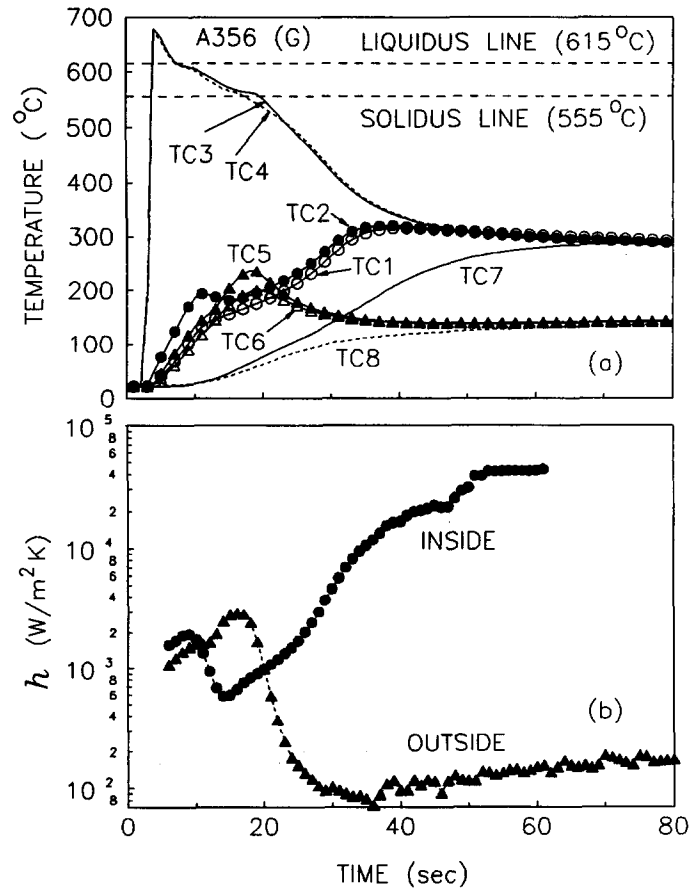 A356 (G)
LIQUIDUS LINE (615 °C)
SOLIDUS LINE (555 °C)
TC3
TC4
TC2
TC5
TC1
TC7
TC6
TC8
(a)
TEMPERATURE (°C)
700
600
500
400
300
200
100
0
10 5
8
6
4
2
10 4
8
6
4
2
10 3
8
6
4
2
10 2
8
h (W/m² K)
INSIDE
(b)
OUTSIDE
0 20 40 60 80
TIME (sec)